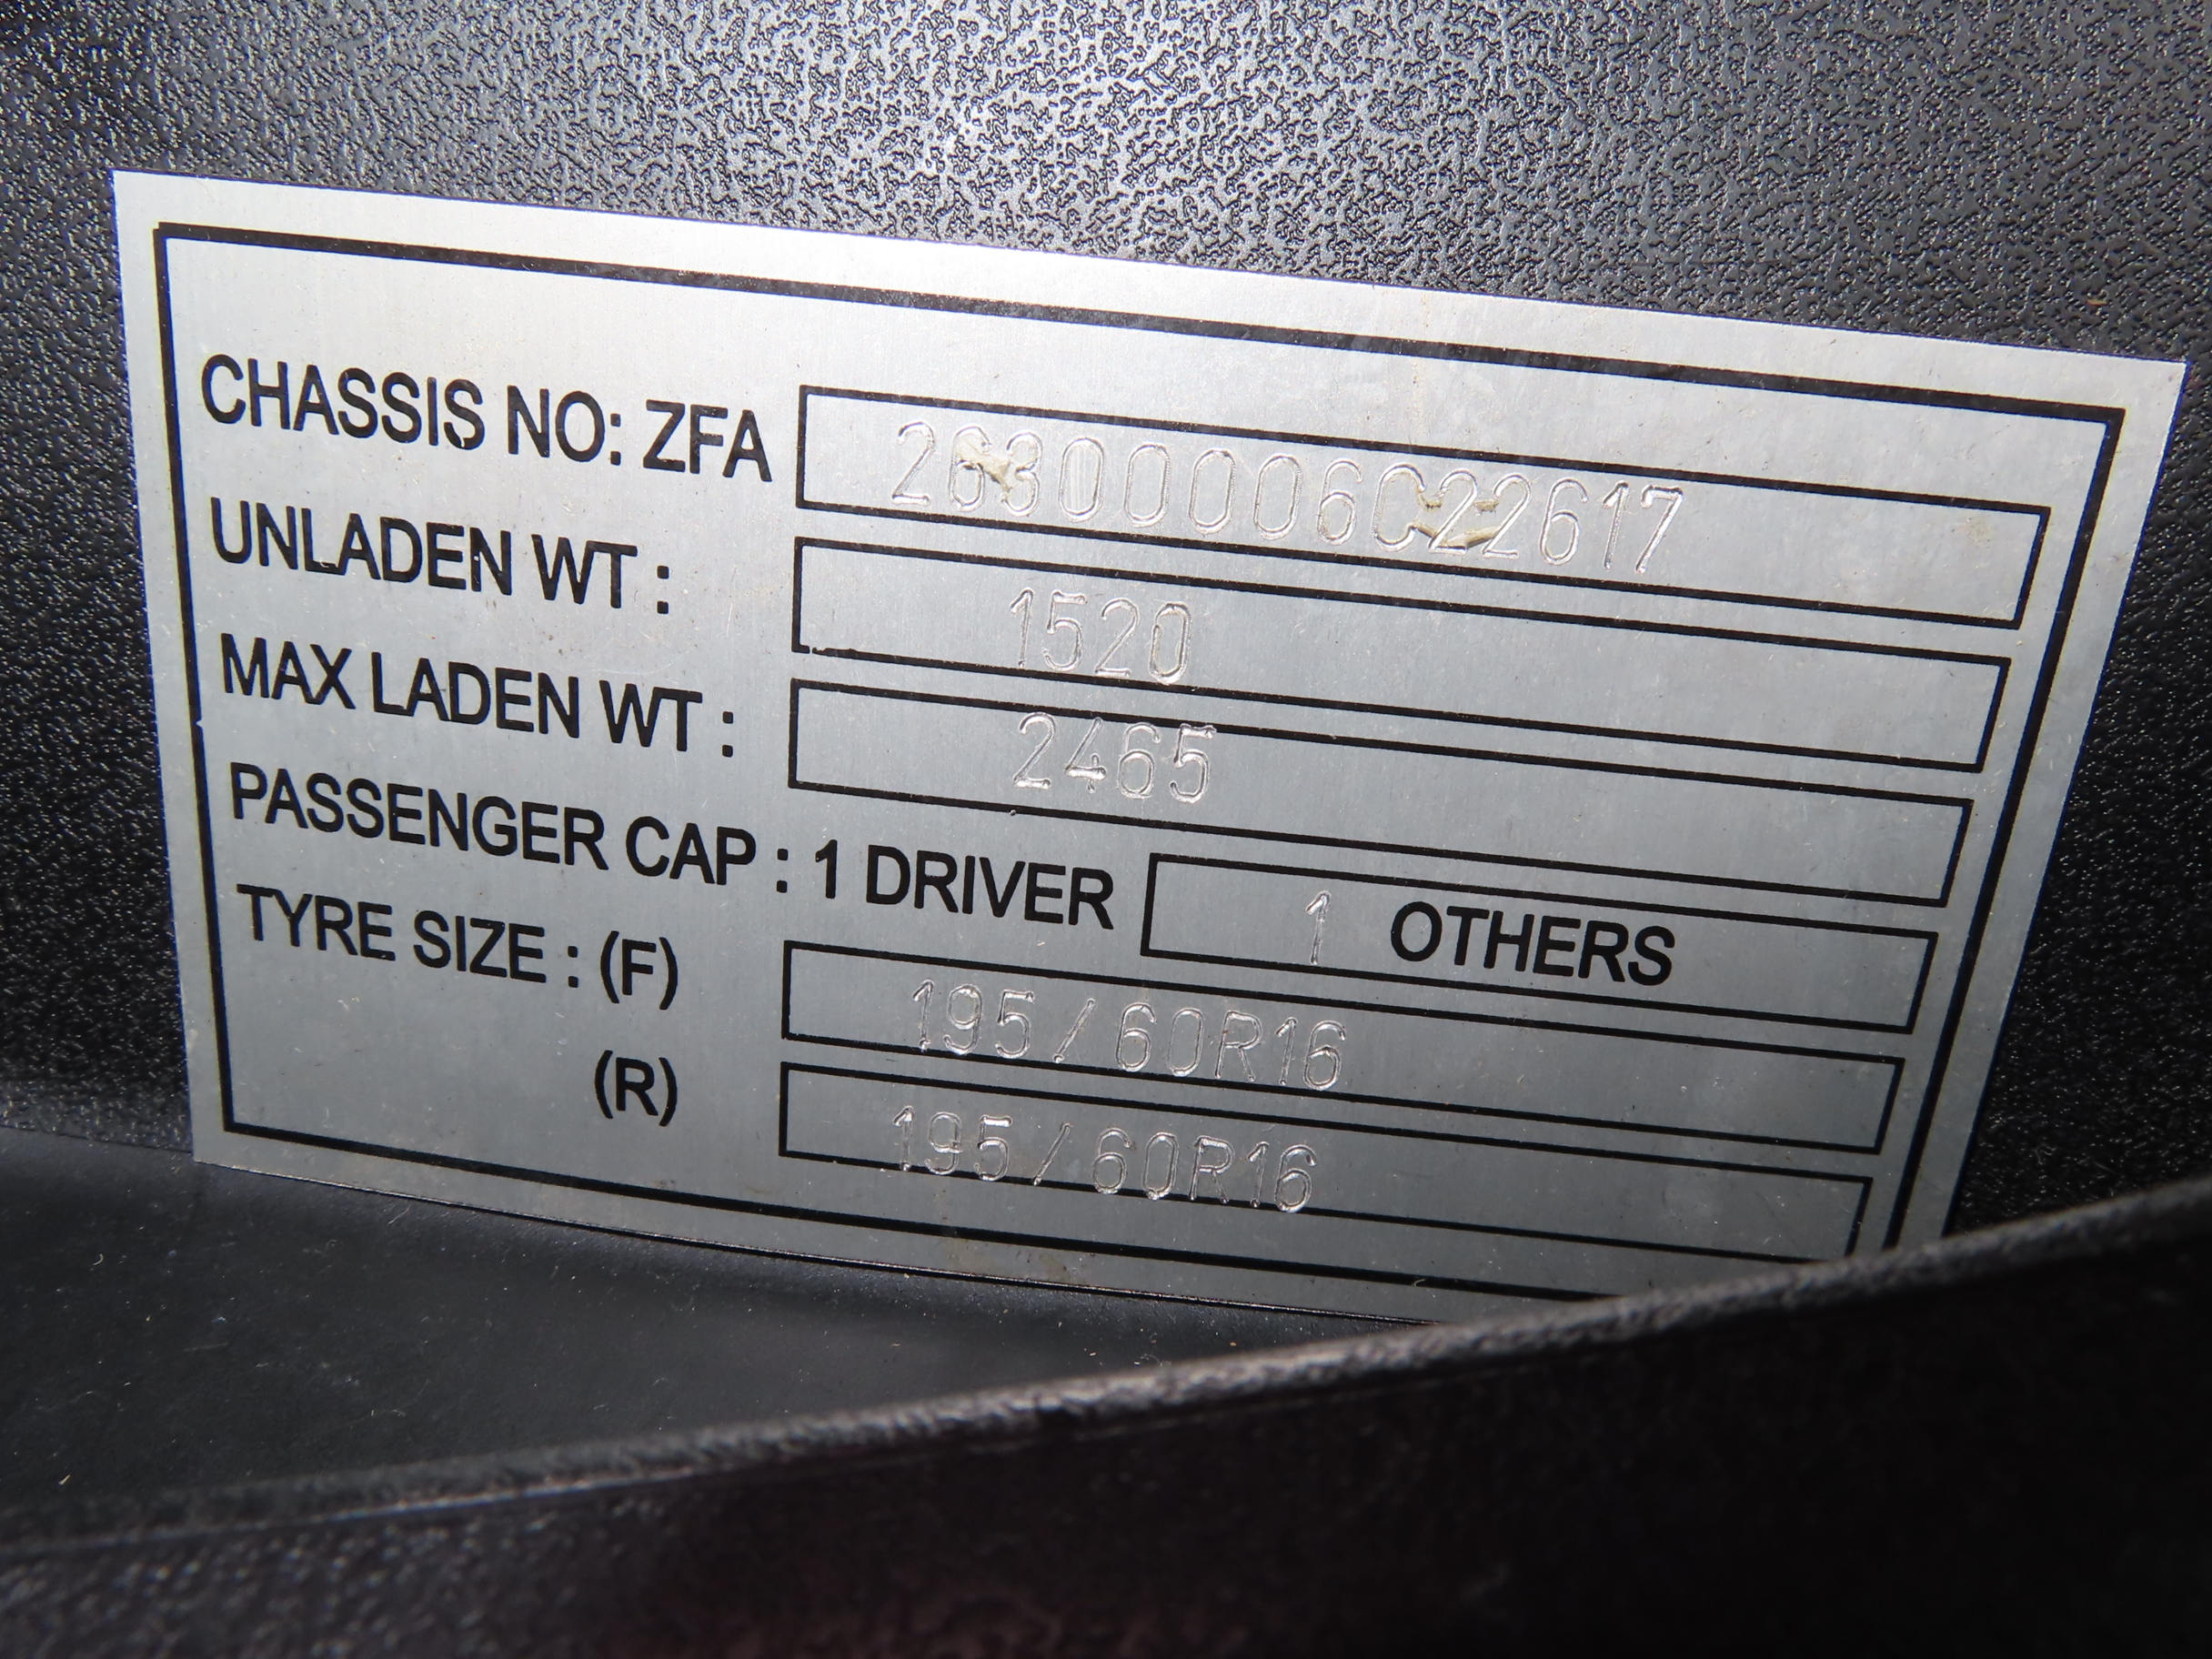 CHASSIS NO: ZFA 26300006C22617
UNLADEN WT : 1520
MAX LADEN WT : 2465
PASSENGER CAP : 1 DRIVER 1 OTHERS
TYRE SIZE : (F) 195/60R16
(R) 195/60R16